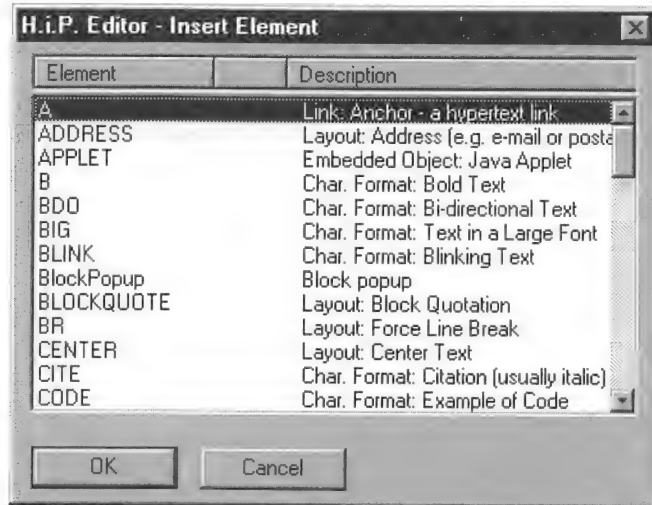 H.i.P. Editor - Insert Element
Element Description
A Link: Anchor - a hypertext link
ADDRESS Layout: Address (e.g. e-mail or posta
APPLET Embedded Object: Java Applet
B Char. Format: Bold Text
BDO Char. Format: Bi-directional Text
BIG Char. Format: Text in a Large Font
BLINK Char. Format: Blinking Text
BlockPopup Block popup
BLOCKQUOTE Layout: Block Quotation
BR Layout: Force Line Break
CENTER Layout: Center Text
CITE Char. Format: Citation (usually italic)
CODE Char. Format: Example of Code
OK Cancel